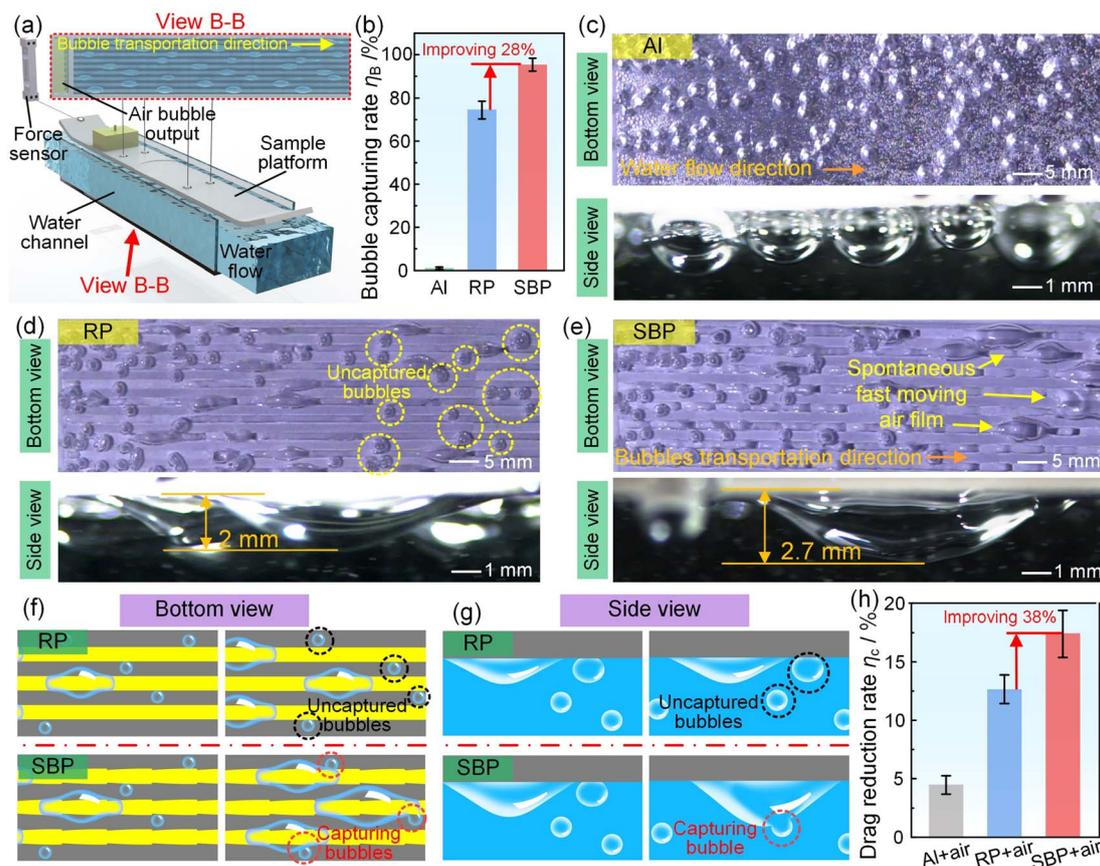 (a)
View B-B
Bubble transportation direction
Force
sensor
Air bubble
output
Sample
platform
Water
channel
Water
flow
View B-B
(b)
Bubble capturing rate ηB /%
100
80
60
40
20
0
Improving 28%
Al
RP
SBP
(c)
Al
Bottom view
Water flow direction
5 mm
Side view
1 mm
(d)
RP
Bottom view
Uncaptured
bubbles
5 mm
Side view
2 mm
1 mm
(e)
SBP
Bottom view
Spontaneous
fast moving
air film
Bubbles transportation direction
5 mm
Side view
2.7 mm
1 mm
(f)
Bottom view
RP
Uncaptured
bubbles
SBP
Capturing
bubbles
(g)
Side view
RP
Uncaptured
bubbles
SBP
Capturing
bubble
(h)
Drag reduction rate ηc / %
20
15
10
5
0
Improving 38%
Al+air
RP+air
SBP+air